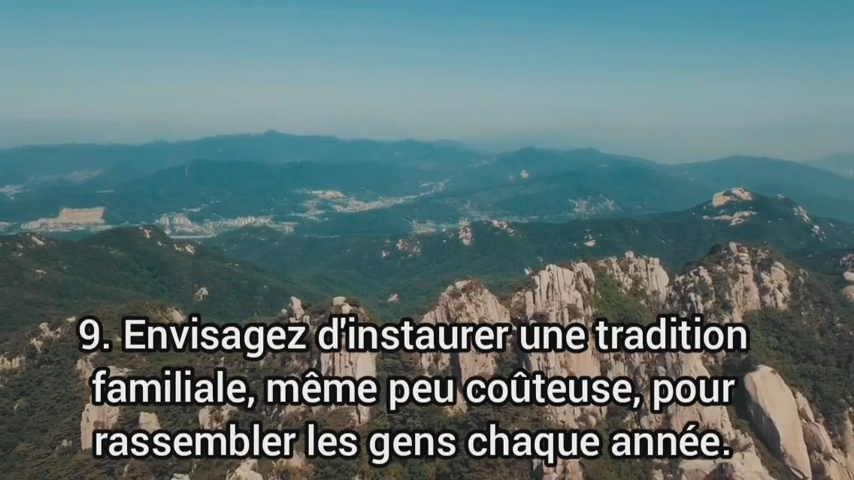 9. Envisagez d'instaurer une tradition
familiale, même peu coûteuse, pour
rassembler les gens chaque année.